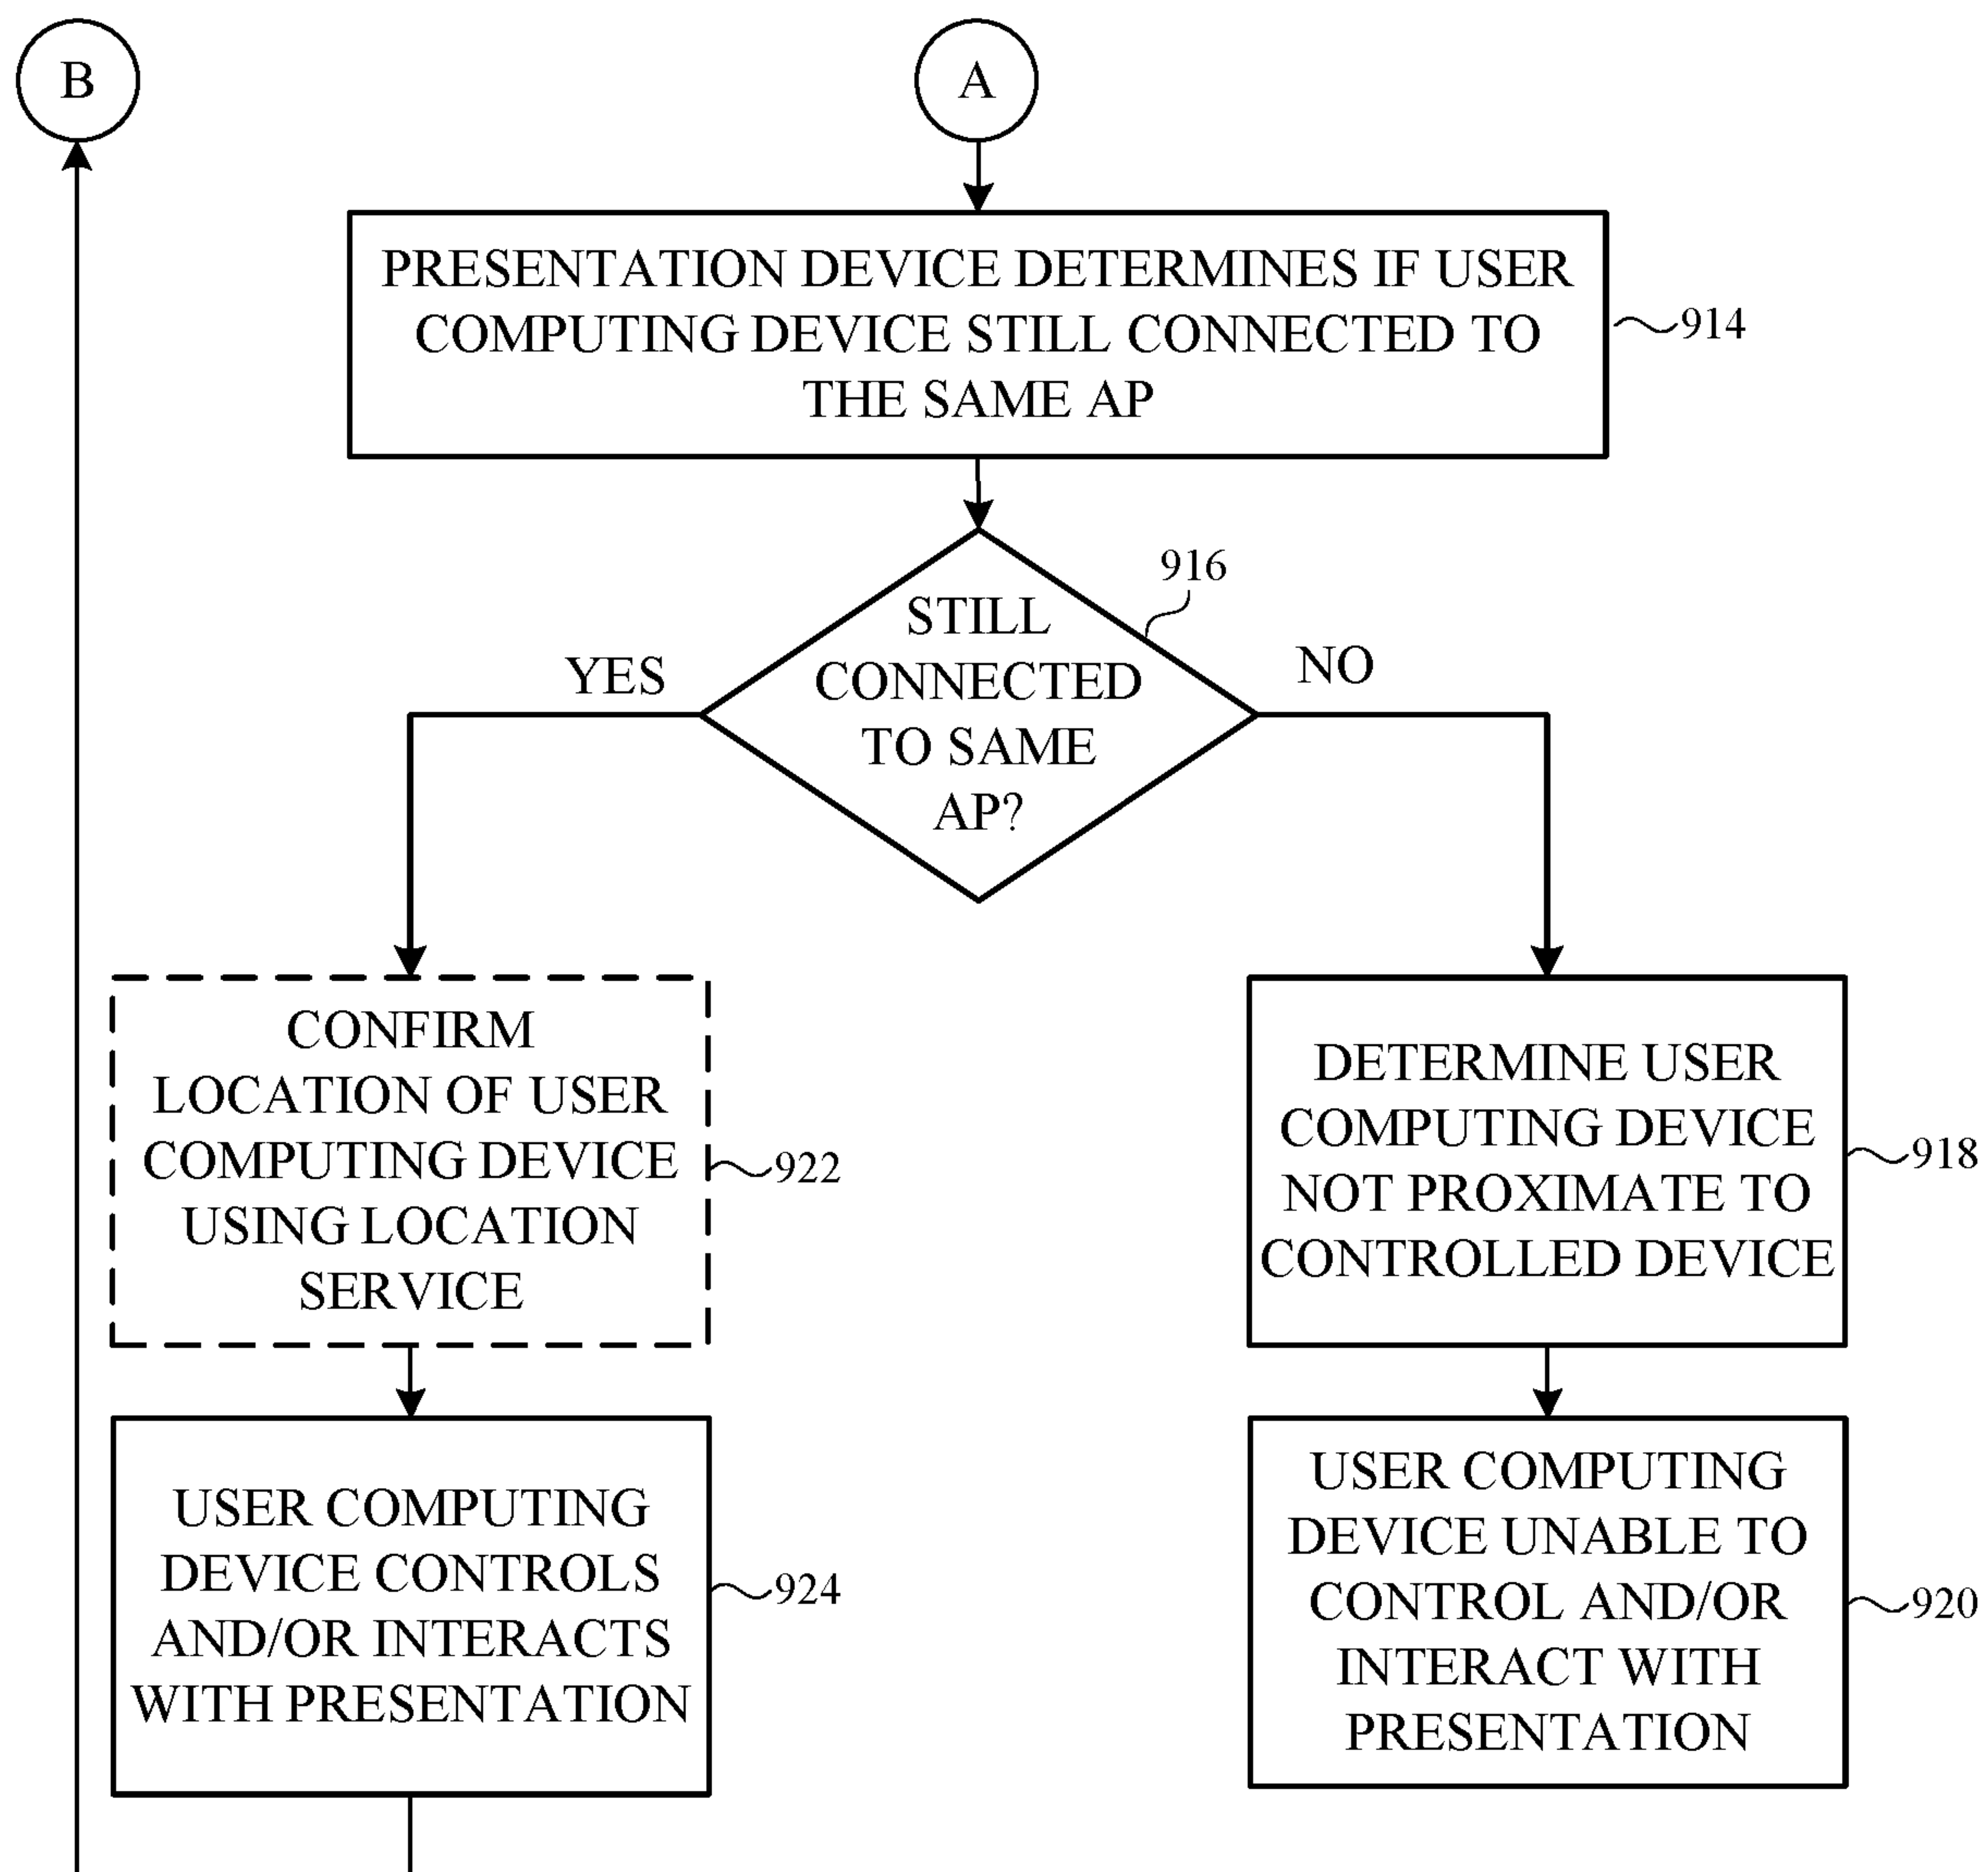 B
A
PRESENTATION DEVICE DETERMINES IF USER
COMPUTING DEVICE STILL CONNECTED TO
THE SAME AP
914
916
STILL
CONNECTED
TO SAME
AP?
YES
NO
CONFIRM
LOCATION OF USER
COMPUTING DEVICE
USING LOCATION
SERVICE
922
DETERMINE USER
COMPUTING DEVICE
NOT PROXIMATE TO
CONTROLLED DEVICE
918
USER COMPUTING
DEVICE CONTROLS
AND/OR INTERACTS
WITH PRESENTATION
924
USER COMPUTING
DEVICE UNABLE TO
CONTROL AND/OR
INTERACT WITH
PRESENTATION
920